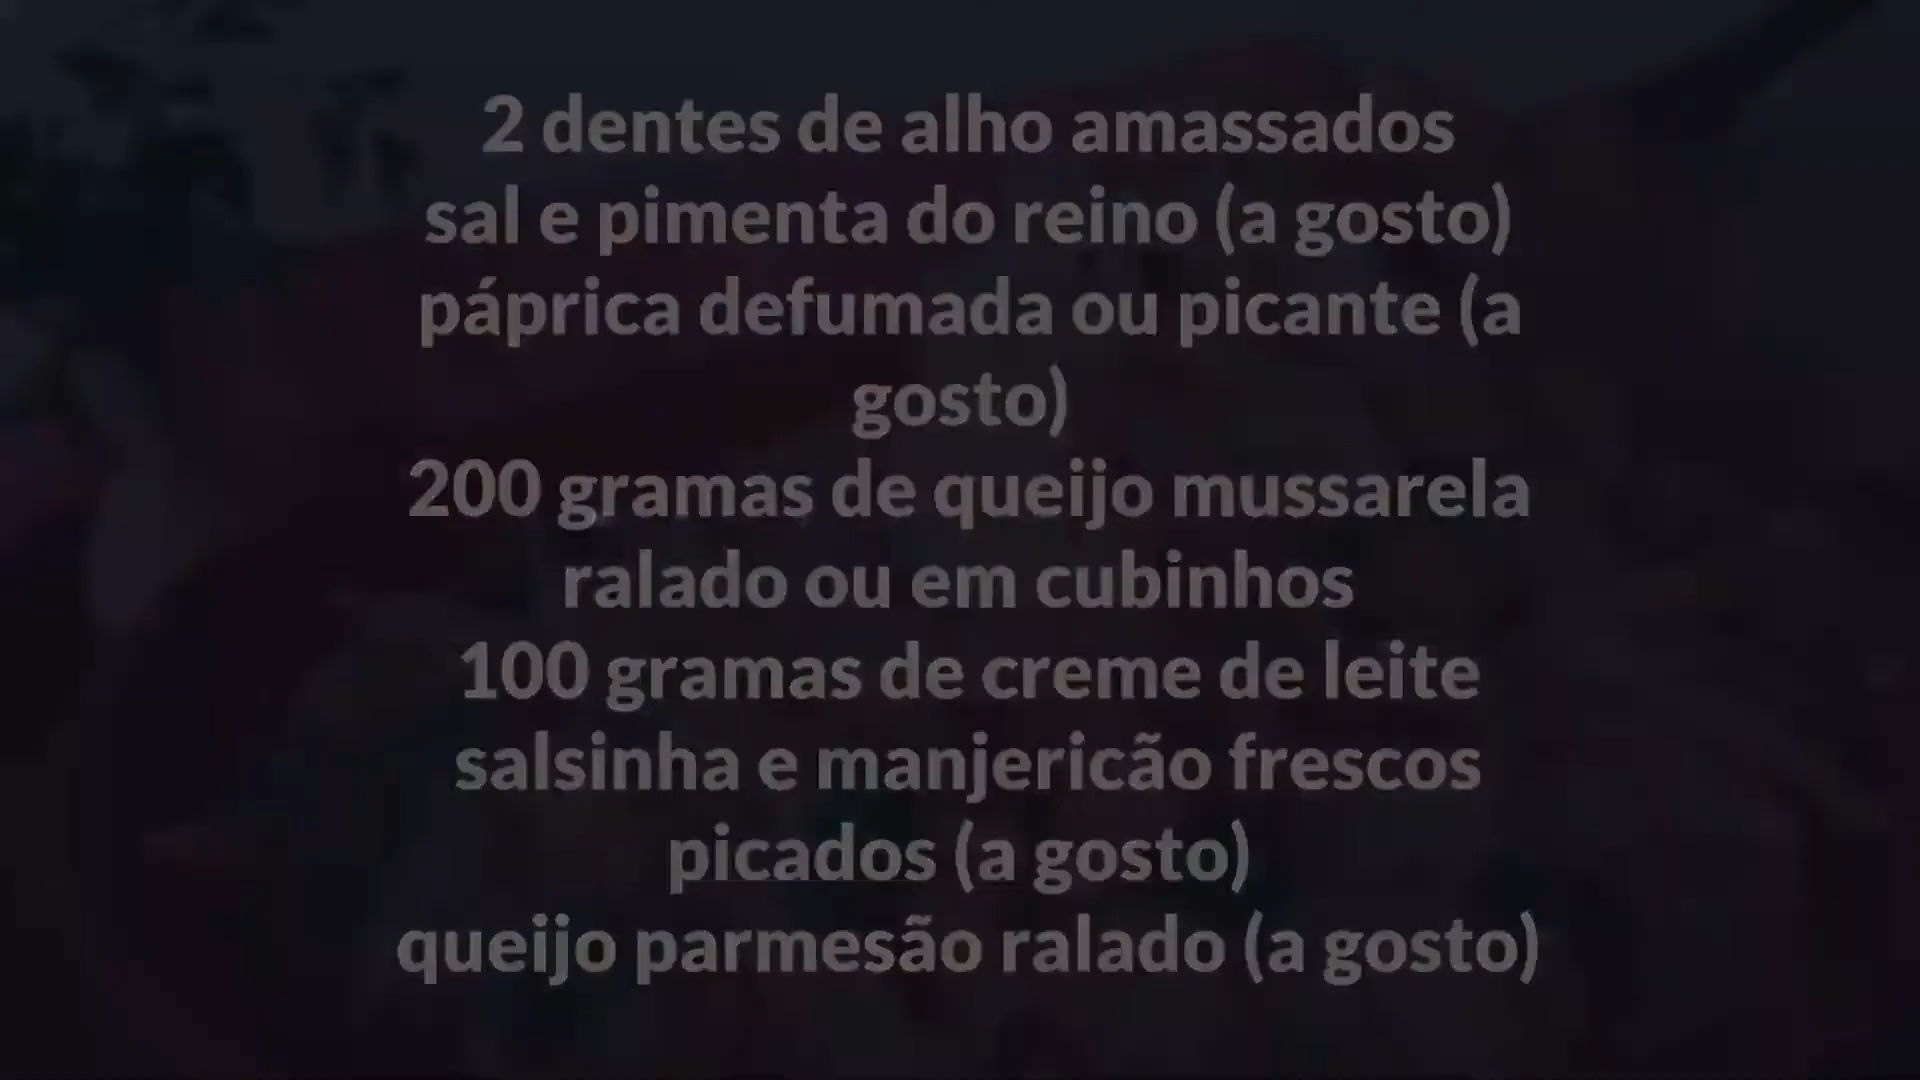 2 dentes de alho amassados
sal e pimenta do reino (a gosto)
páprica defumada ou picante (a
gosto)
200 gramas de queijo mussarela
ralado ou em cubinhos
100 gramas de creme de leite
salsinha e manjericão frescos
picados (a gosto)
queijo parmesão ralado (a gosto)